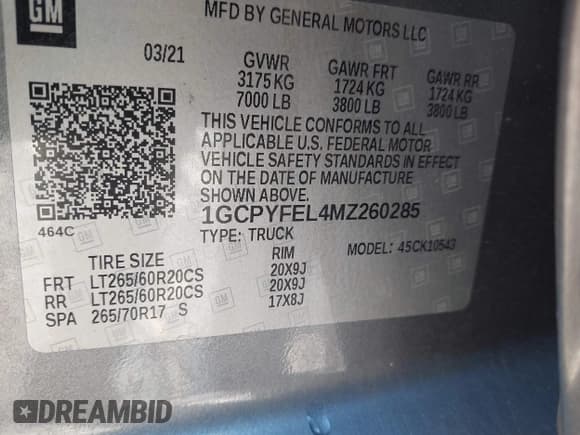 GM
MFD BY GENERAL MOTORS LLC
03/21
GVWR GAWR FRT GAWR RR
3175 KG 1724 KG 1724 KG
7000 LB 3800 LB 3800 LB
THIS VEHICLE CONFORMS TO ALL
APPLICABLE U.S. FEDERAL MOTOR
VEHICLE SAFETY STANDARDS IN EFFECT
ON THE DATE OF MANUFACTURE
SHOWN ABOVE.
1GCPYFEL4MZ260285
464C
TYPE: TRUCK MODEL: 45CK10543
TIRE SIZE RIM
FRT LT265/60R20CS 20X9J
RR LT265/60R20CS 20X9J
SPA 265/70R17 S 17X8J
DREAMBID